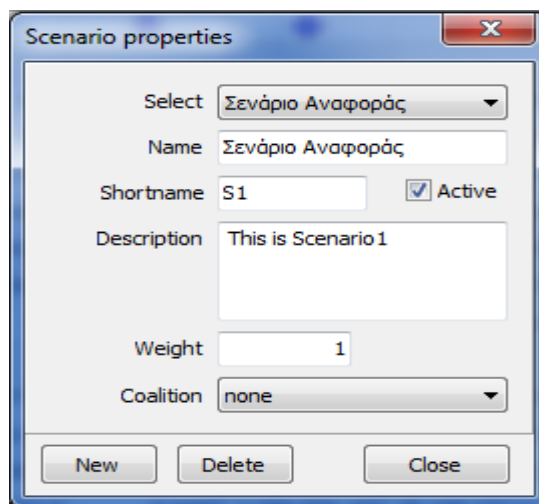 Scenario properties
Select Σενάριο Αναφοράς
Name Σενάριο Αναφοράς
Shortname S1 Active
Description This is Scenario1
Weight 1
Coalition none
New Delete Close